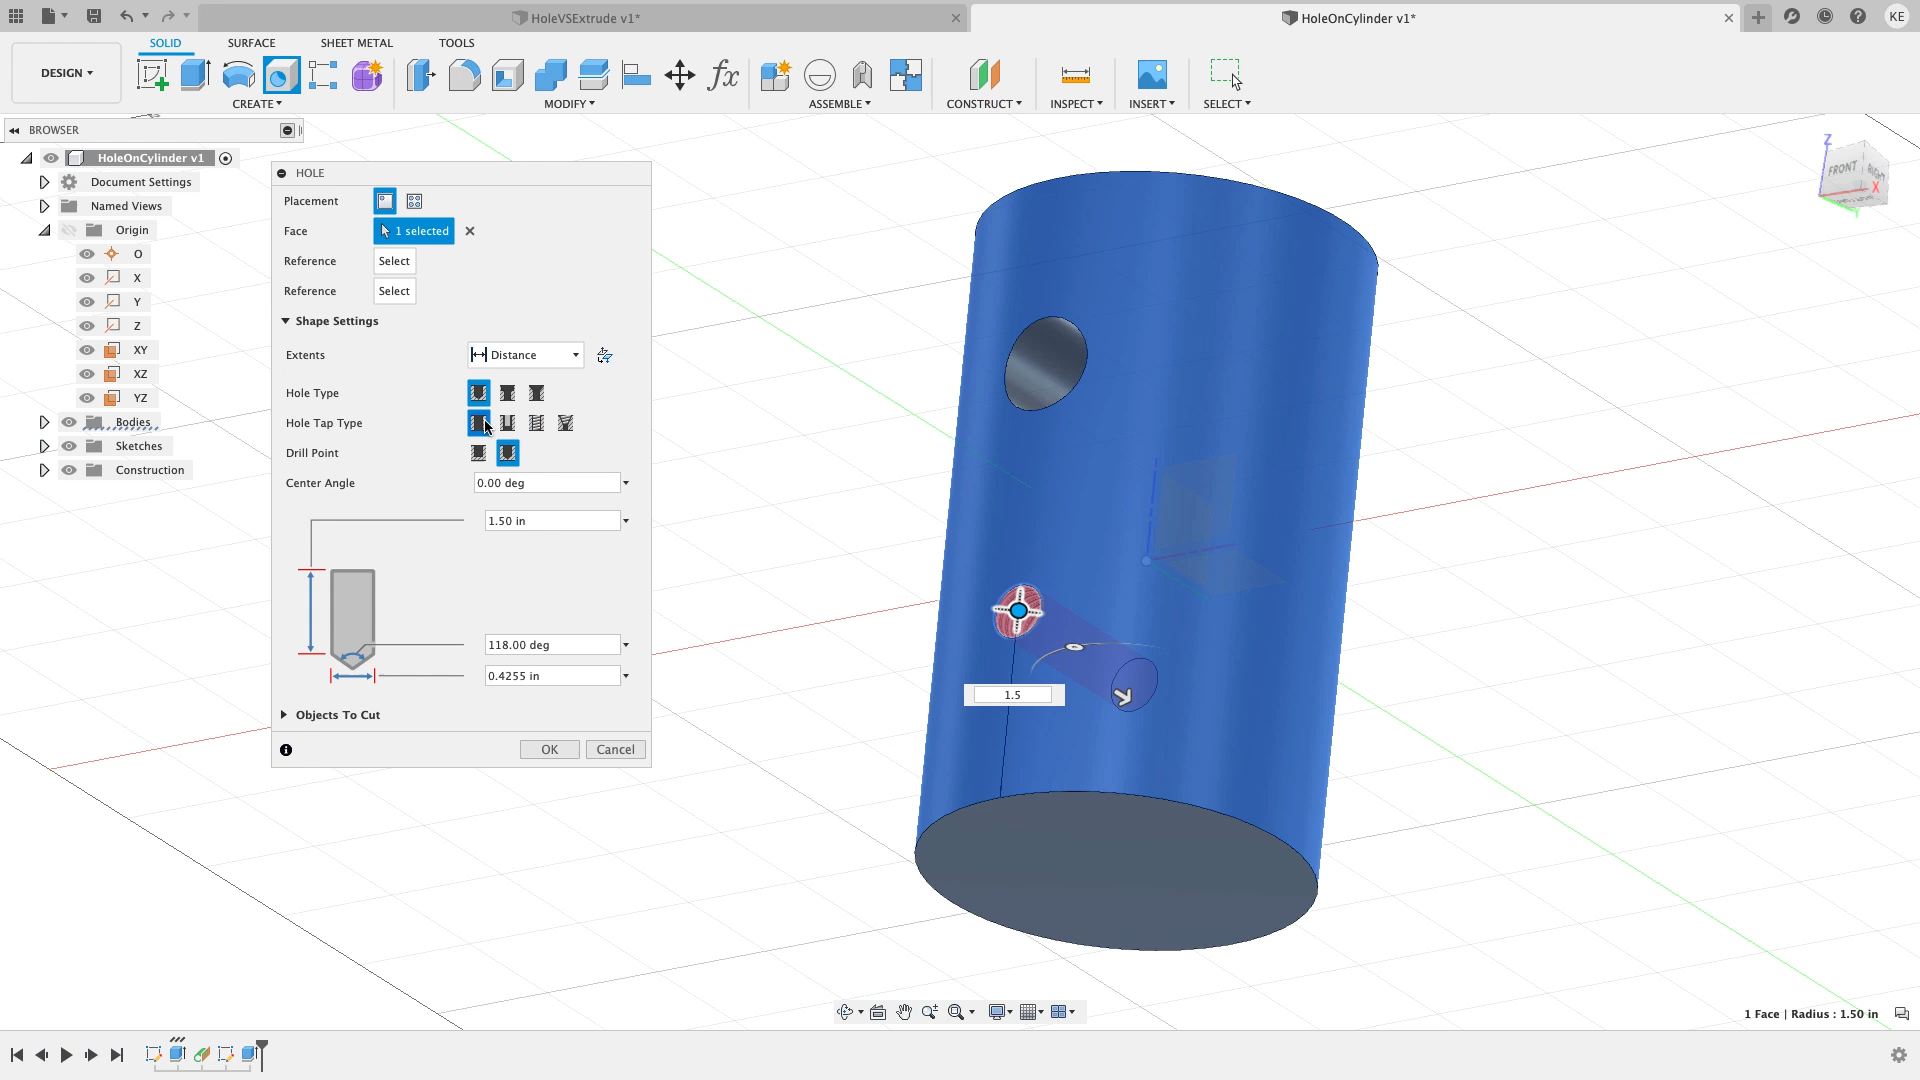 HoleVSExtrude v1*
HoleOnCylinder v1*
KE
DESIGN
SOLID
SURFACE
SHEET METAL
TOOLS
fx
CREATE
MODIFY
ASSEMBLE
CONSTRUCT
INSPECT
INSERT
SELECT
BROWSER
HoleOnCylinder v1
Document Settings
Named Views
Origin
O
X
Y
Z
XY
XZ
YZ
Bodies
Sketches
Construction
HOLE
Placement
Face
1 selected
Reference
Select
Reference
Select
Shape Settings
Extents
Distance
Hole Type
Hole Tap Type
Drill Point
Center Angle
0.00 deg
1.50 in
118.00 deg
0.4255 in
Objects To Cut
OK
Cancel
1.5
Z
FRONT
RIGHT
X
Y
1 Face | Radius : 1.50 in